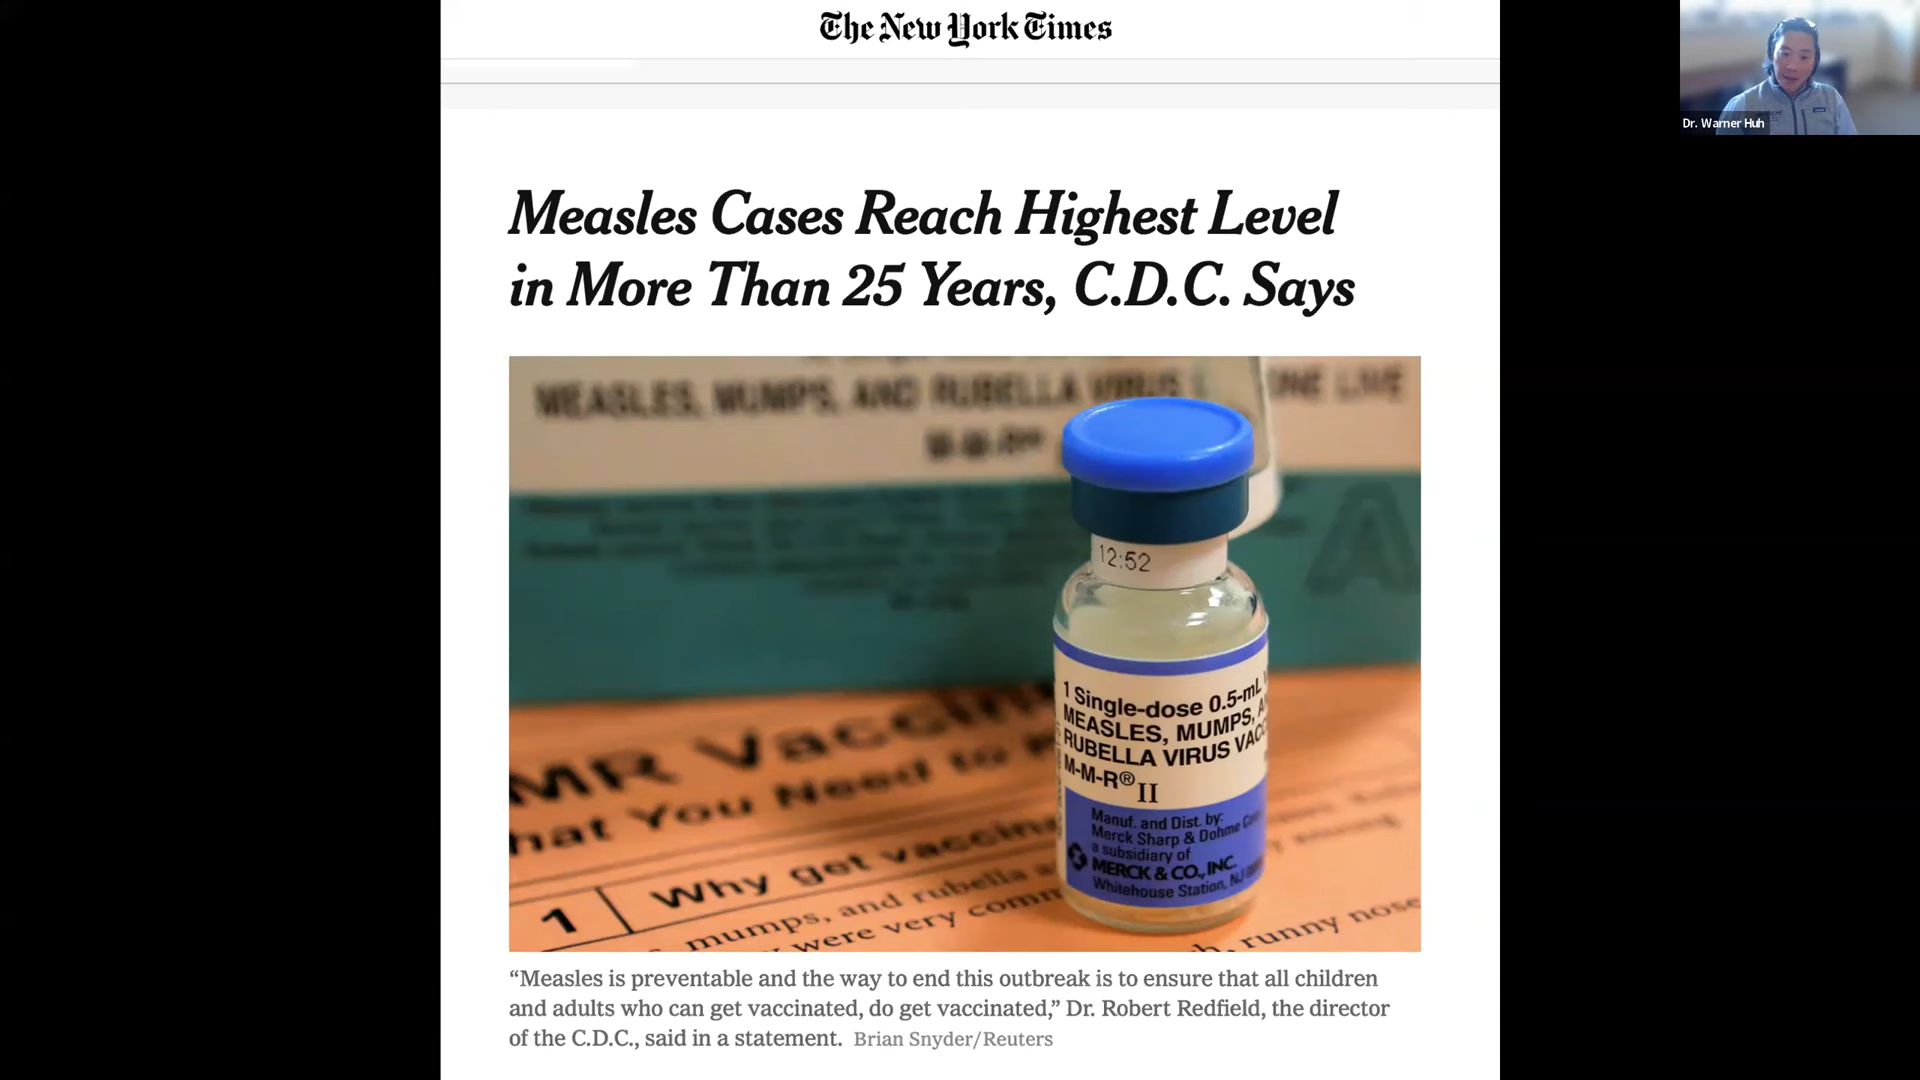 The New York Times
Dr. Warner Huh
Measles Cases Reach Highest Level
in More Than 25 Years, C.D.C. Says
MEASLES, MUMPS, AND RUBELLA VIRUS
LIVE
12:52
1 Single-dose 0.5-mL
MEASLES, MUMPS,
RUBELLA VIRUS
M-M-R® II
Manuf. and Dist. by:
Merck Sharp & Dohme
a subsidiary of
MERCK & CO., INC.
Whitehouse Station, NJ
MR Vaccin
hat You Need to
1 Why get vaccin
mumps, and rubella a
were very comm
runny nose
“Measles is preventable and the way to end this outbreak is to ensure that all children
and adults who can get vaccinated, do get vaccinated,” Dr. Robert Redfield, the director
of the C.D.C., said in a statement. Brian Snyder/Reuters